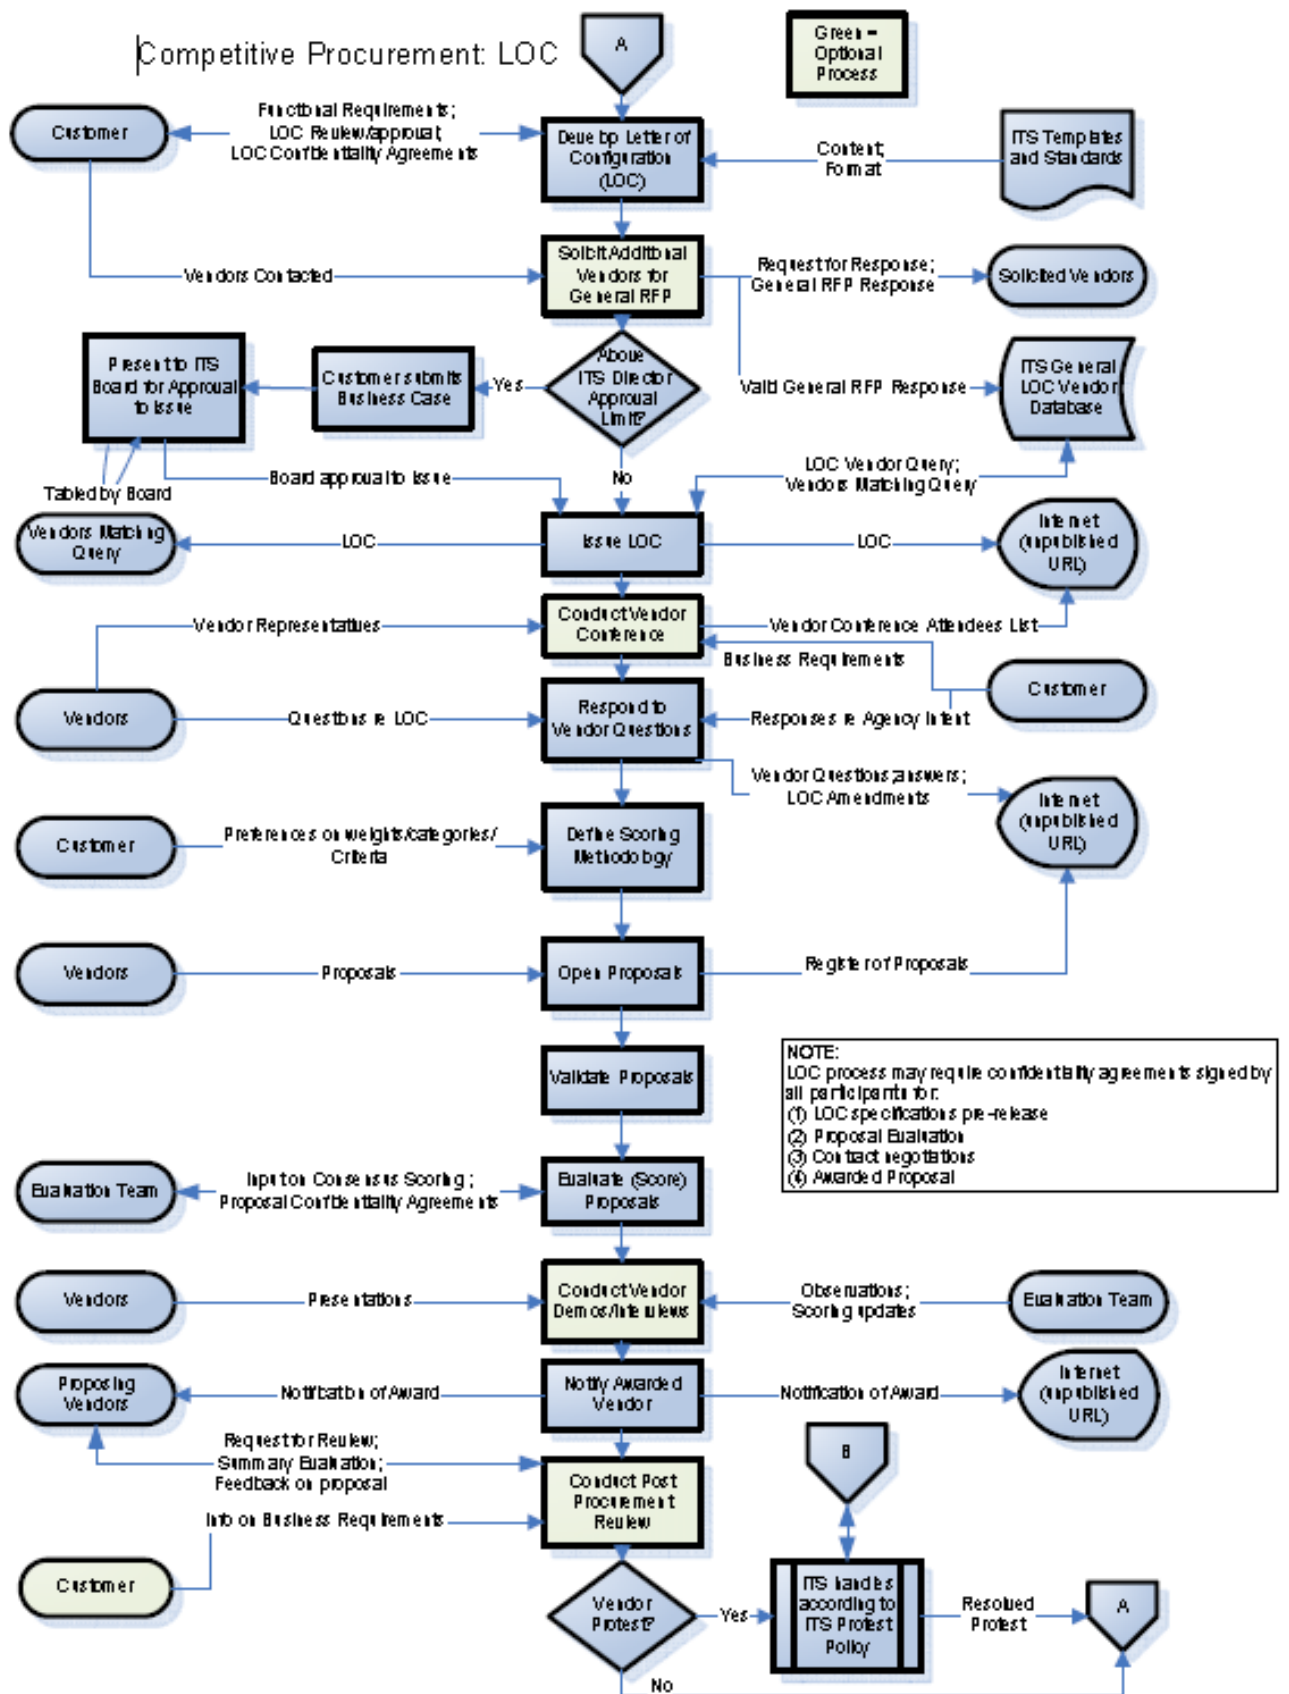 Competitive Procurement: LOC
A
Green =
Optional
Process
Customer
Functional Requirements;
LOC Review/approval;
LOC Confidentiality Agreements
Develop Letter of
Configuration
(LOC)
Content;
Format
ITS Templates
and Standards
Vendors Contacted
Solicit Additional
Vendors for
General RFP
Request for Response;
General RFP Response
Solicited Vendors
Present to ITS
Board for Approval
to Issue
Customer submits
Business Case
Yes
Above
ITS Director
Approval
Limit?
Valid General RFP Response
ITS General
LOC Vendor
Database
Tabled by Board
Board approval to Issue
No
LOC Vendor Query;
Vendors Matching Query
Vendors Matching
Query
LOC
Issue LOC
LOC
Internet
(unpublished
URL)
Vendor Representatives
Conduct Vendor
Conference
Vendor Conference Attendees List
Business Requirements
Customer
Vendors
Questions re LOC
Respond to
Vendor Questions
Responses re Agency Intent
Vendor Questions/answers;
LOC Amendments
Internet
(unpublished
URL)
Customer
Preferences on weights/categories/
Criteria
Define Scoring
Methodology
Vendors
Proposals
Open Proposals
Register of Proposals
Validate Proposals
NOTE:
LOC process may require confidentiality agreements signed by
all participants for:
(1) LOC specifications pre-release
(2) Proposal Evaluation
(3) Contract negotiations
(4) Awarded Proposal
Evaluation Team
Input on Consensus Scoring;
Proposal Confidentiality Agreements
Evaluate (Score)
Proposals
Vendors
Presentations
Conduct Vendor
Demos/Interviews
Observations;
Scoring updates
Evaluation Team
Proposing
Vendors
Notification of Award
Notify Awarded
Vendor
Notification of Award
Internet
(unpublished
URL)
Request for Review;
Summary Evaluation;
Feedback on proposal
Conduct Post
Procurement
Review
B
Info on Business Requirements
Customer
Vendor
Protest?
Yes
ITS handles
according to
ITS Protest
Policy
Resolved
Protest
A
No